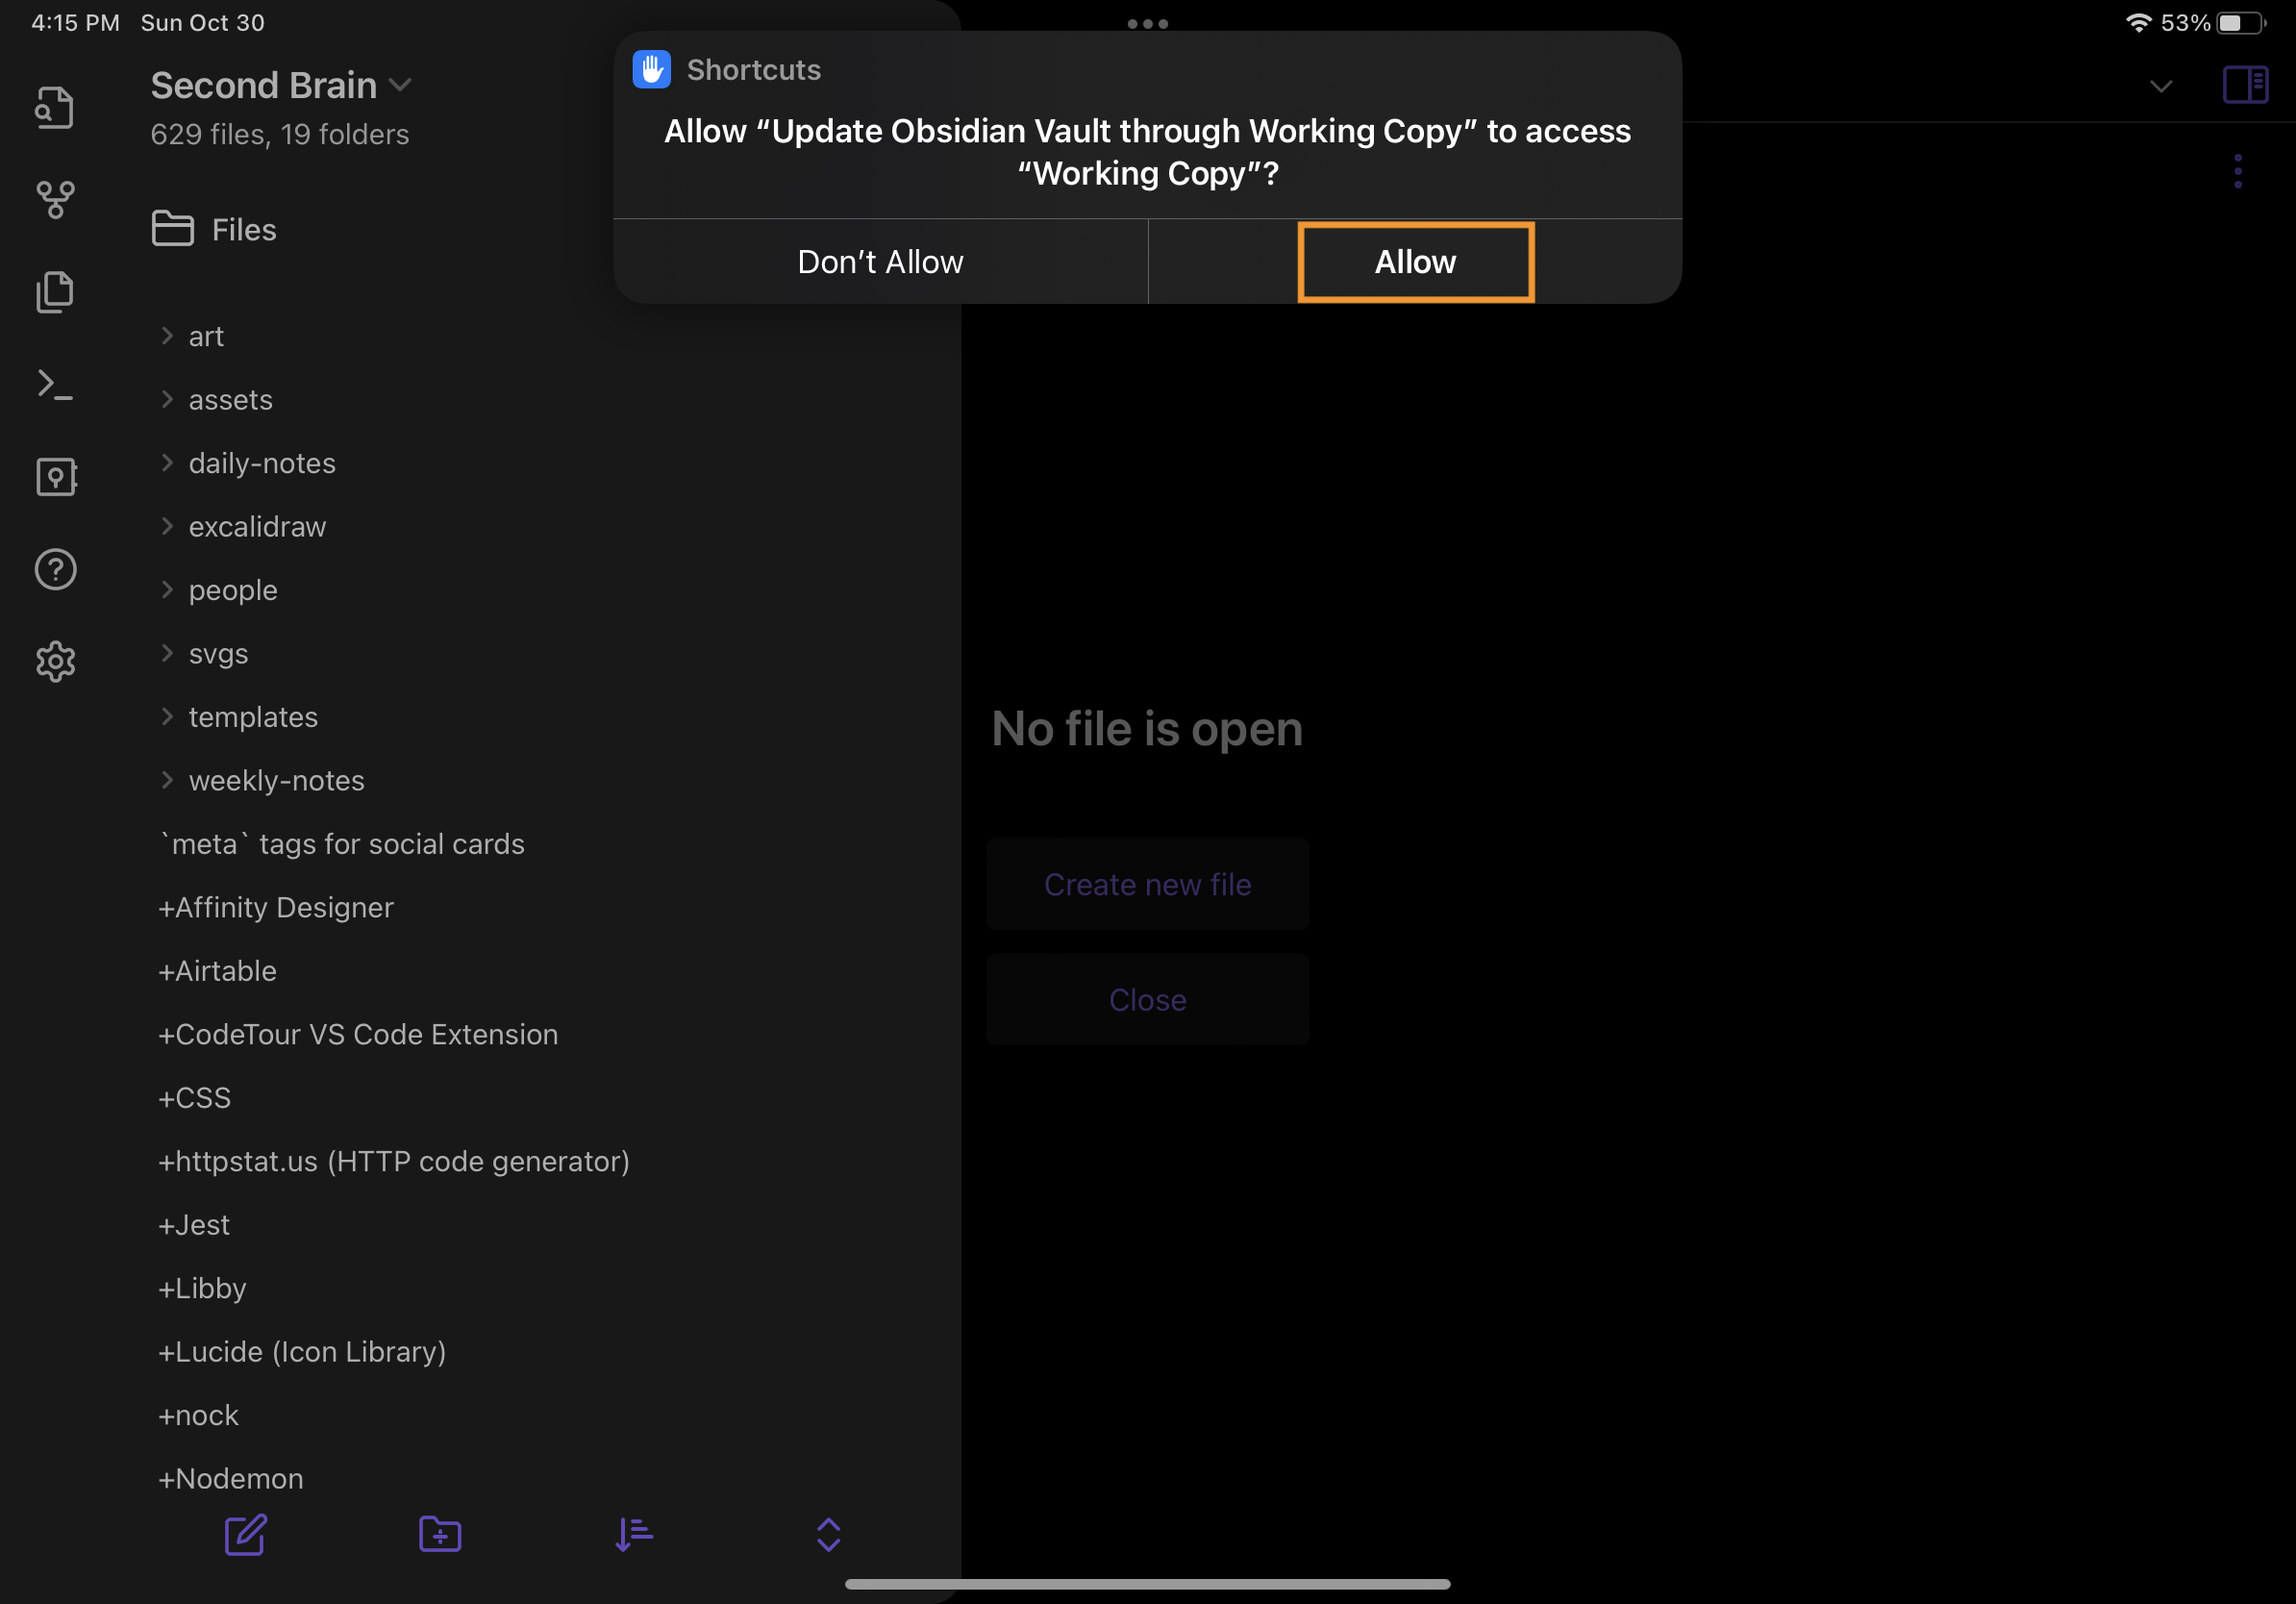 4:15 PM Sun Oct 30
53%
Second Brain
629 files, 19 folders
Shortcuts
Allow “Update Obsidian Vault through Working Copy” to access
“Working Copy”?
Don’t Allow
Allow
Files
art
assets
daily-notes
excalidraw
people
svgs
templates
weekly-notes
`meta` tags for social cards
+Affinity Designer
+Airtable
+CodeTour VS Code Extension
+CSS
+httpstat.us (HTTP code generator)
+Jest
+Libby
+Lucide (Icon Library)
+nock
+Nodemon
No file is open
Create new file
Close